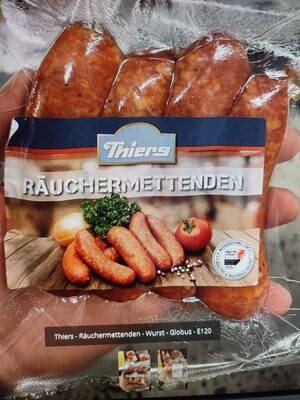 Thiers
RÄUCHERMETTENDEN
Thiers - Räuchermettenden - Wurst - Globus - E120